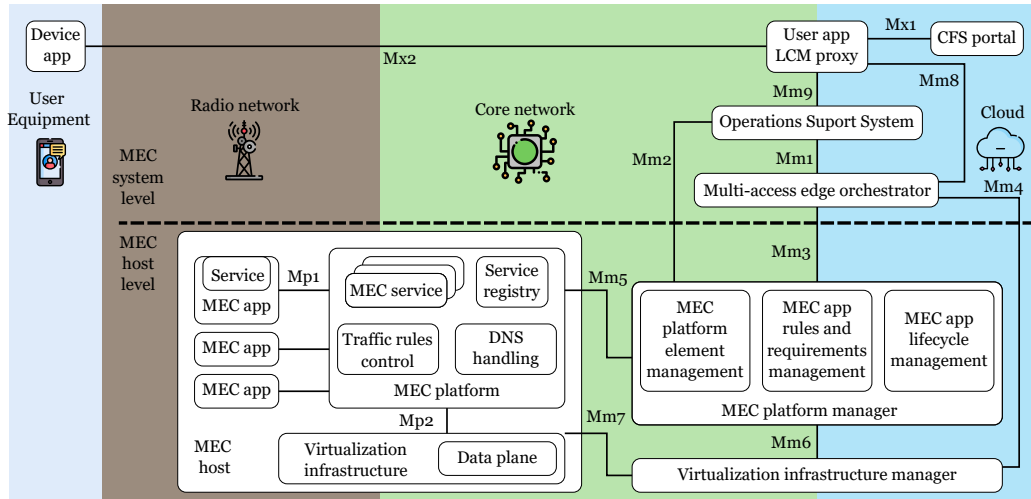 Device
app
Mx2
User app
LCM proxy
Mx1
CFS portal
User
Equipment
Radio network
Core network
Mm9
Mm8
Cloud
Operations Suport System
MEC
system
level
Mm2
Mm1
Multi-access edge orchestrator
Mm4
MEC
host
level
Mm3
Service
MEC app
Mp1
MEC service
Service
registry
Mm5
MEC app
Traffic rules
control
DNS
handling
MEC app
MEC platform
MEC
platform
element
management
MEC app
rules and
requirements
management
MEC app
lifecycle
management
MEC platform manager
Mp2
Mm7
Mm6
MEC
host
Virtualization
infrastructure
Data plane
Virtualization infrastructure manager